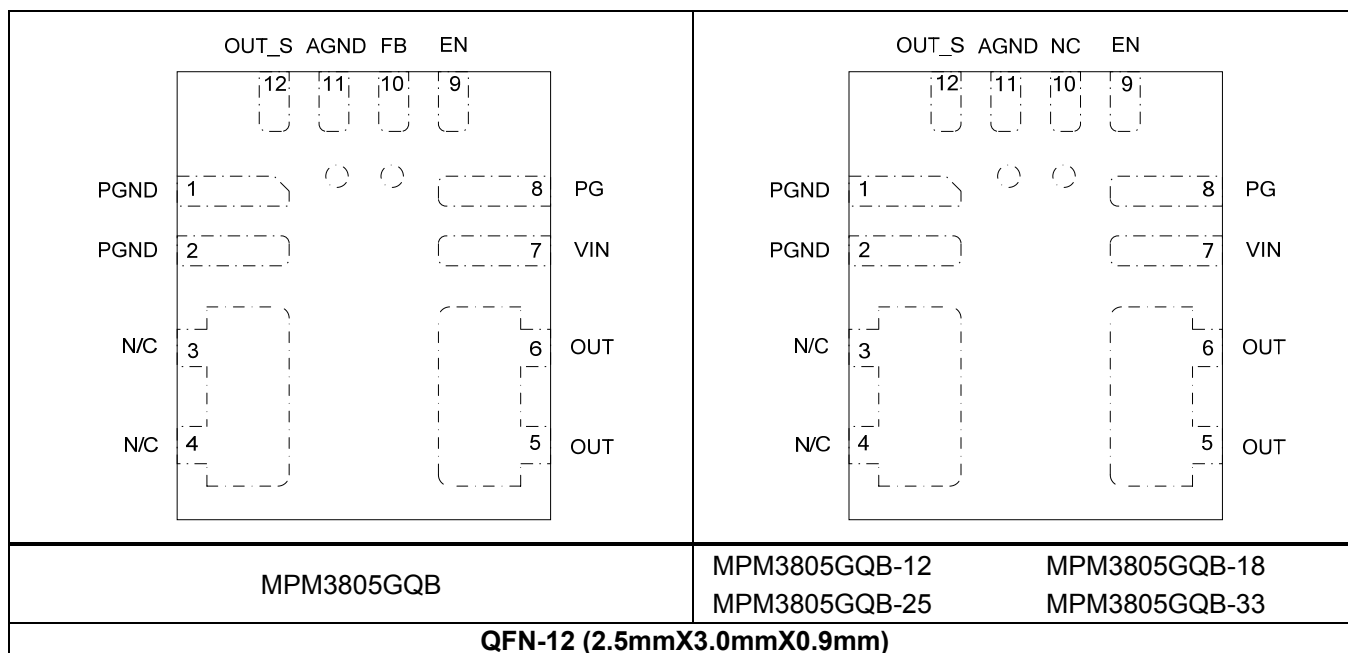 OUT_S AGND FB EN
12 11 10 9
PGND 1 8 PG
PGND 2 7 VIN
N/C 3 6 OUT
N/C 4 5 OUT
MPM3805GQB
OUT_S AGND NC EN
12 11 10 9
PGND 1 8 PG
PGND 2 7 VIN
N/C 3 6 OUT
N/C 4 5 OUT
MPM3805GQB-12 MPM3805GQB-18
MPM3805GQB-25 MPM3805GQB-33
QFN-12 (2.5mmX3.0mmX0.9mm)